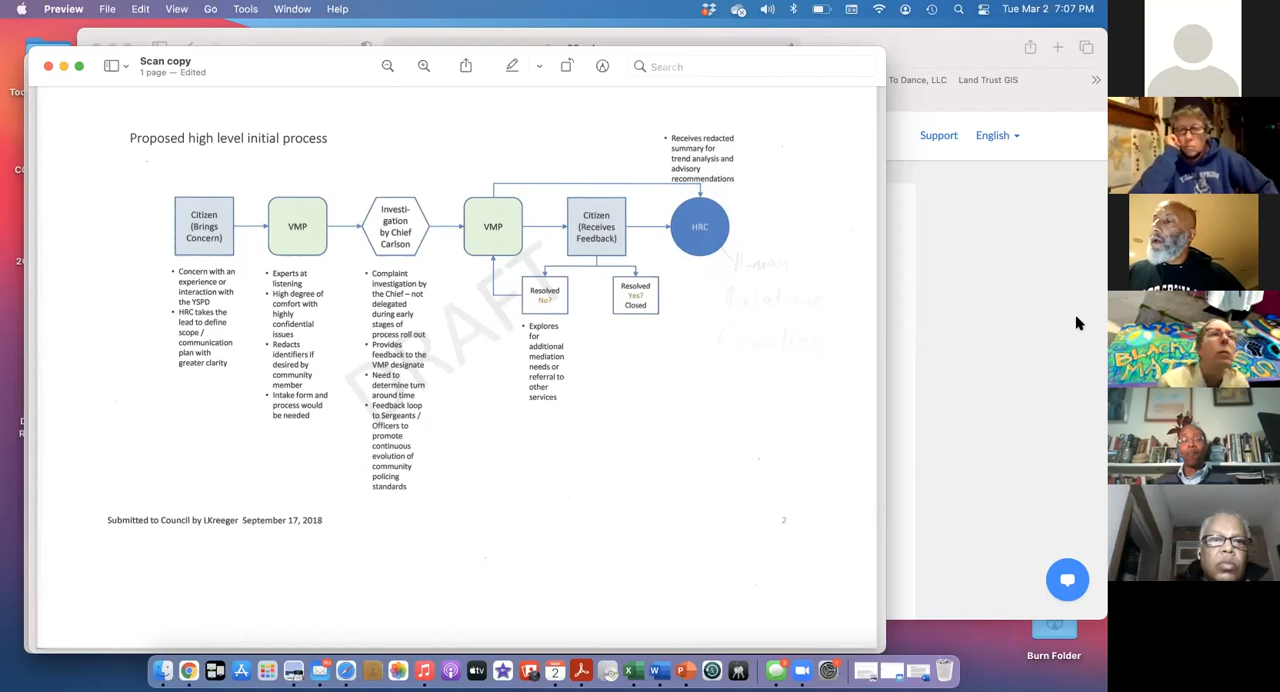 Preview File Edit View Go Tools Window Help
Tue Mar 2 7:07 PM
Scan copy
1 page — Edited
Search
To Dance, LLC Land Trust GIS
Support English
Proposed high level initial process
• Receives redacted
summary for
trend analysis and
advisory
recommendations
Citizen
(Brings
Concern)
VMP
Investi-
gation
by Chief
Carlson
VMP
Citizen
(Receives
Feedback)
HRC
• Concern with an
experience or
interaction with
the YSPD
• HRC takes the
lead to define
scope /
communication
plan with
greater clarity
• Experts at
listening
• High degree of
comfort with
highly
confidential
issues
• Redacts
identifiers if
desired by
community
member
• Intake form and
process would
be needed
• Complaint
investigation by
the Chief – not
delegated
during early
stages of
process roll out
• Provides
feedback to the
VMP designate
• Need to
determine turn
around time
• Feedback loop
to Sergeants /
Officers to
promote
continuous
evolution of
community
policing
standards
Resolved
No?
Resolved
Yes?
Closed
• Explores
for
additional
mediation
needs or
referral to
other
services
Human
Relations
DRAFT
Submitted to Council by LKreeger September 17, 2018
2
Burn Folder
YELLOW SPRINGS
BLACK